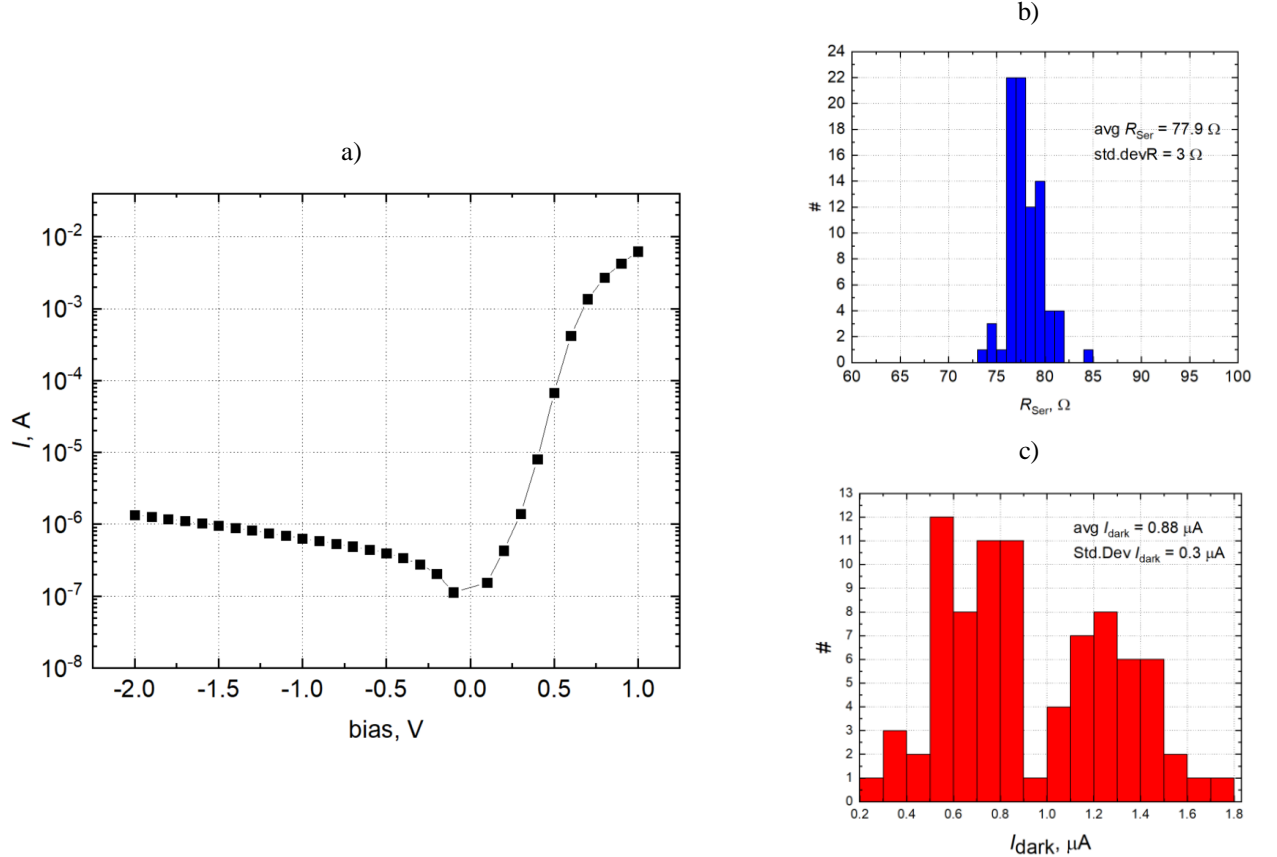 a)
10⁻²
10⁻³
10⁻⁴
10⁻⁵
10⁻⁶
10⁻⁷
10⁻⁸
I, A
-2.0 -1.5 -1.0 -0.5 0.0 0.5 1.0
bias, V
b)
24
22
20
18
16
14
12
10
8
6
4
2
0
#
avg R_Ser = 77.9 Ω
std.devR = 3 Ω
60 65 70 75 80 85 90 95 100
R_Ser, Ω
c)
13
12
11
10
9
8
7
6
5
4
3
2
1
0
#
avg I_dark = 0.88 μA
Std.Dev I_dark = 0.3 μA
0.2 0.4 0.6 0.8 1.0 1.2 1.4 1.6 1.8
I_dark, μA